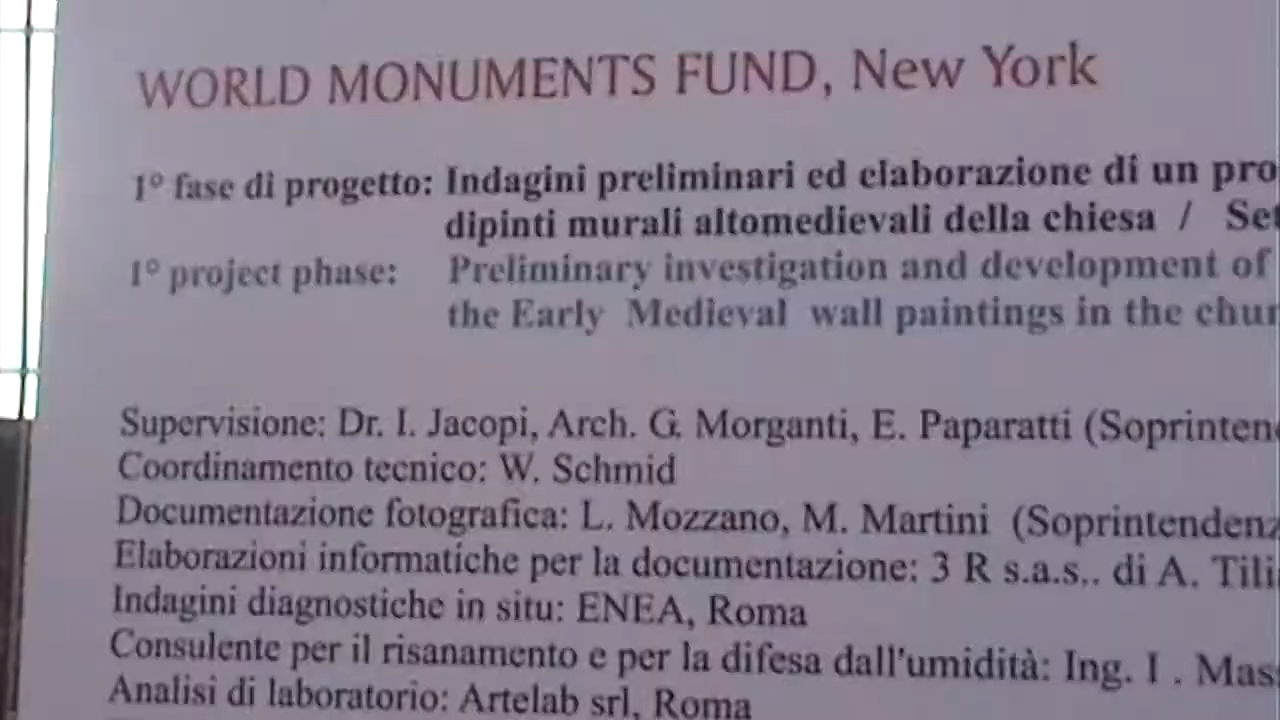 WORLD MONUMENTS FUND, New York
1° fase di progetto: Indagini preliminari ed elaborazione di un
dipinti murali altomedievali della chiesa /
1° project phase: Preliminary investigation and development of
the Early Medieval wall paintings in the
Supervisione: Dr. I. Jacopi, Arch. G. Morganti, E. Paparatti
Coordinamento tecnico: W. Schmid
Documentazione fotografica: L. Mozzano, M. Martini
Elaborazioni informatiche per la documentazione: 3 R s.a.s.. di A.
Indagini diagnostiche in situ: ENEA, Roma
Consulente per il risanamento e per la difesa dall'umidità: Ing. I .
Analisi di laboratorio: Artelab srl, Roma